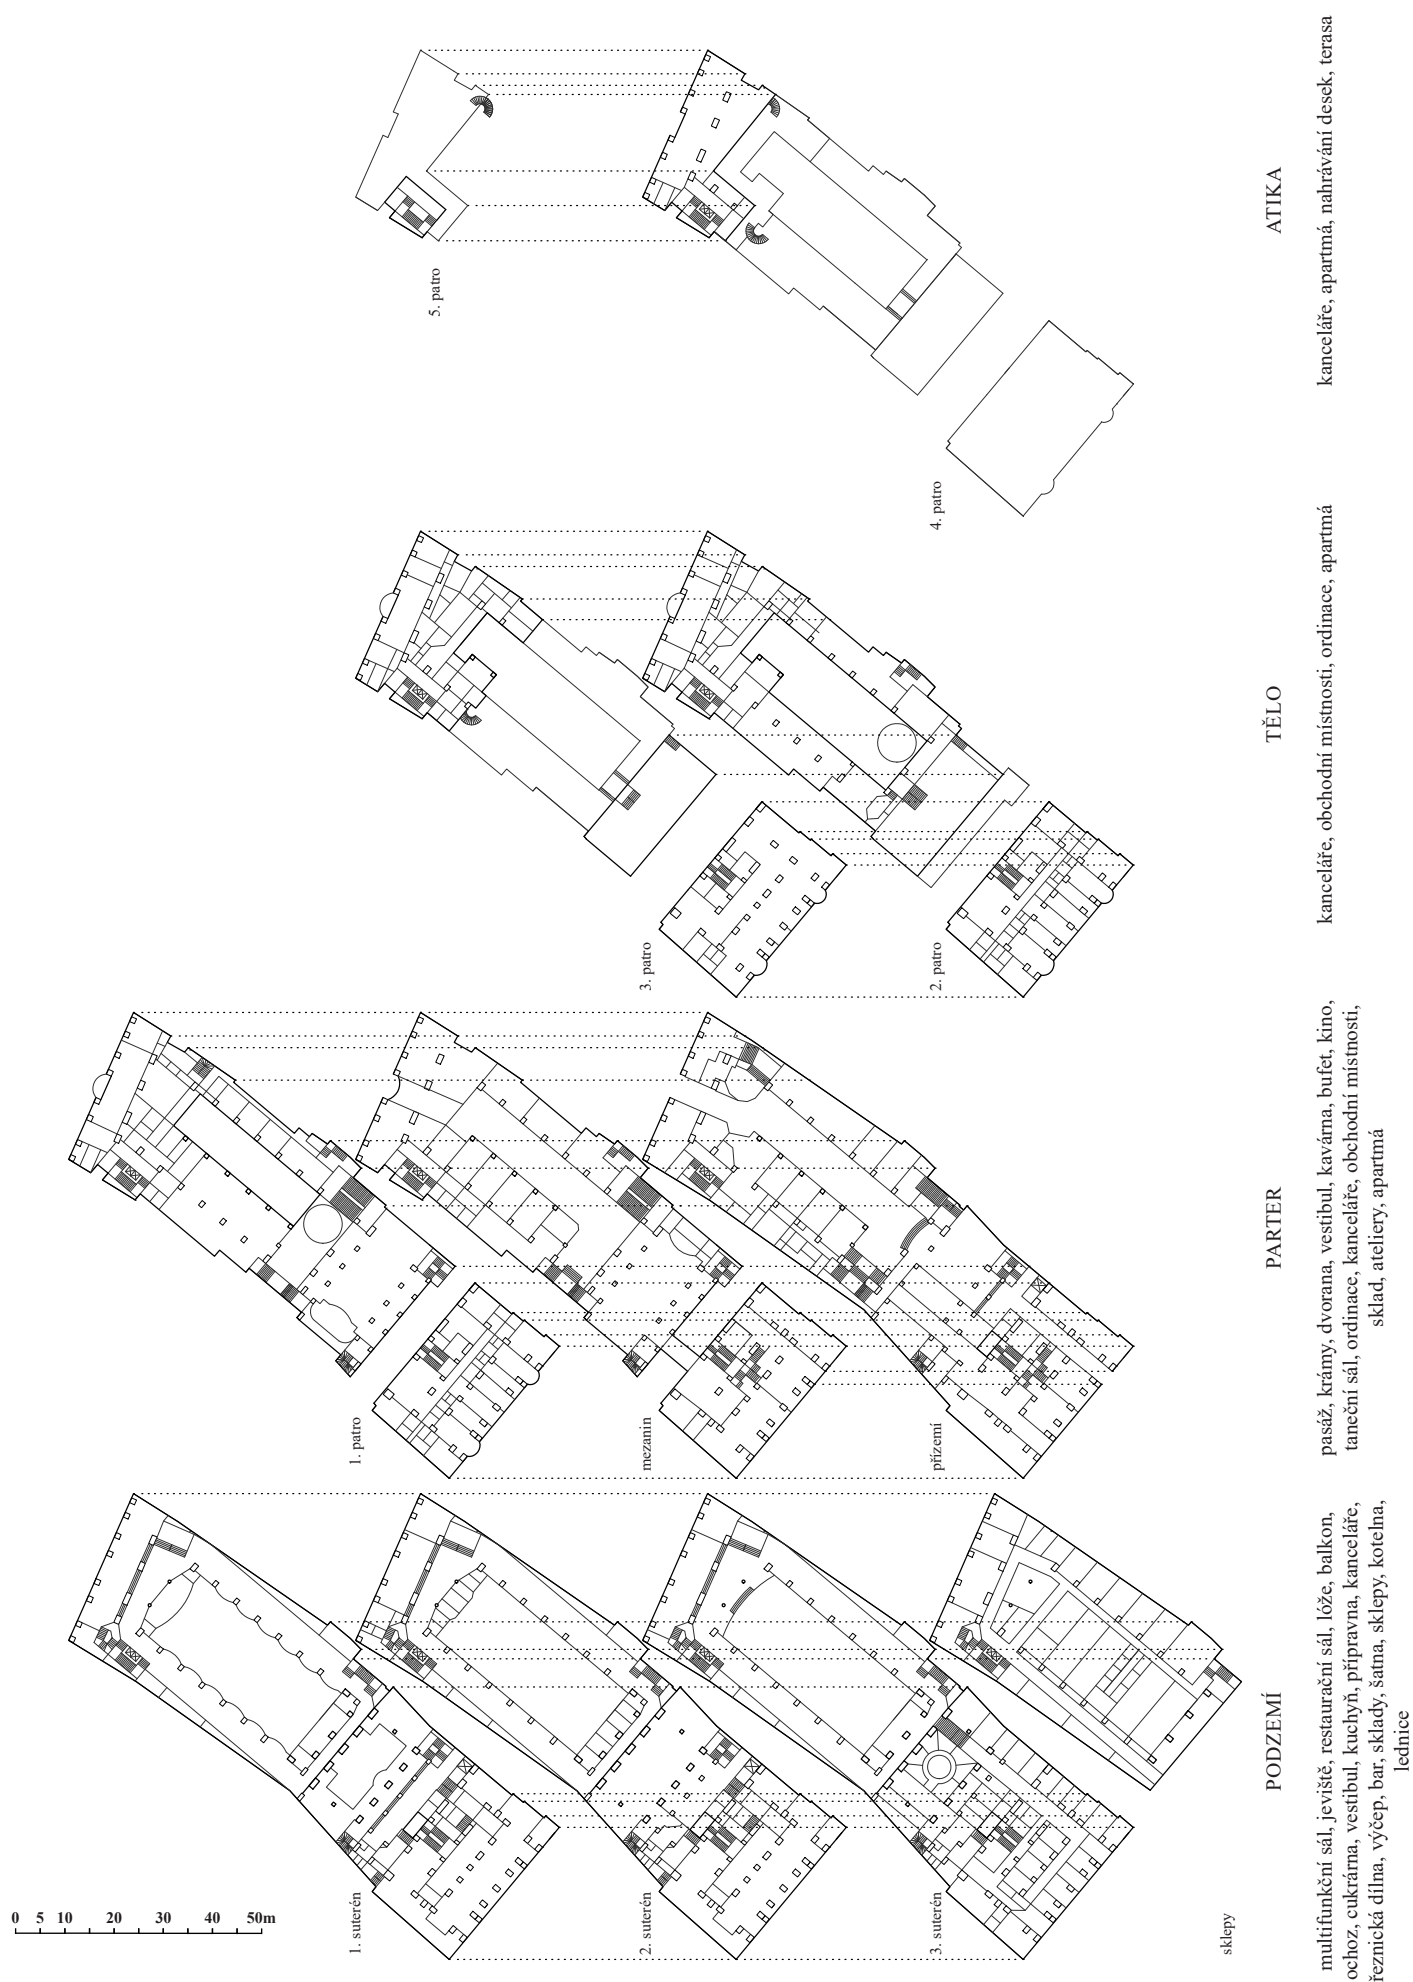 5. patro
4. patro
ATIKA
kanceláře, apartmá, nahrávání desek, terasa
3. patro
2. patro
TĚLO
kanceláře, obchodní místnosti, ordinace, apartmá
1. patro
mezanin
přízemí
PARTER
pasáž, krámy, dvorana, vestibul, kavárna, bufet, kino,
taneční sál, ordinace, kanceláře, obchodní místnosti,
sklad, ateliery, apartmá
0 5 10 20 30 40 50m
1. suterén
2. suterén
3. suterén
sklepy
PODZEMÍ
multifunkční sál, jeviště, restaurační sál, lóže, balkon,
ochoz, cukrárna, vestibul, kuchyň, přípravna, kanceláře,
řeznická dílna, výčep, bar, sklady, šatna, sklepy, kotelna,
lednice